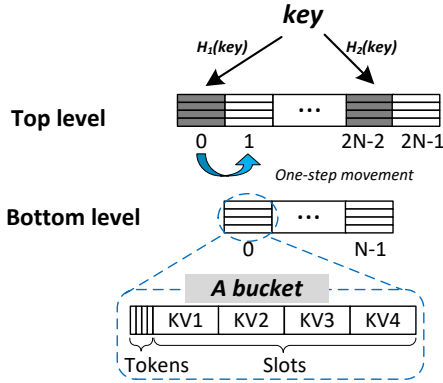 key
H1(key) H2(key)
Top level
...
0 1 2N-2 2N-1
One-step movement
Bottom level
...
0 N-1
A bucket
KV1 KV2 KV3 KV4
Tokens Slots